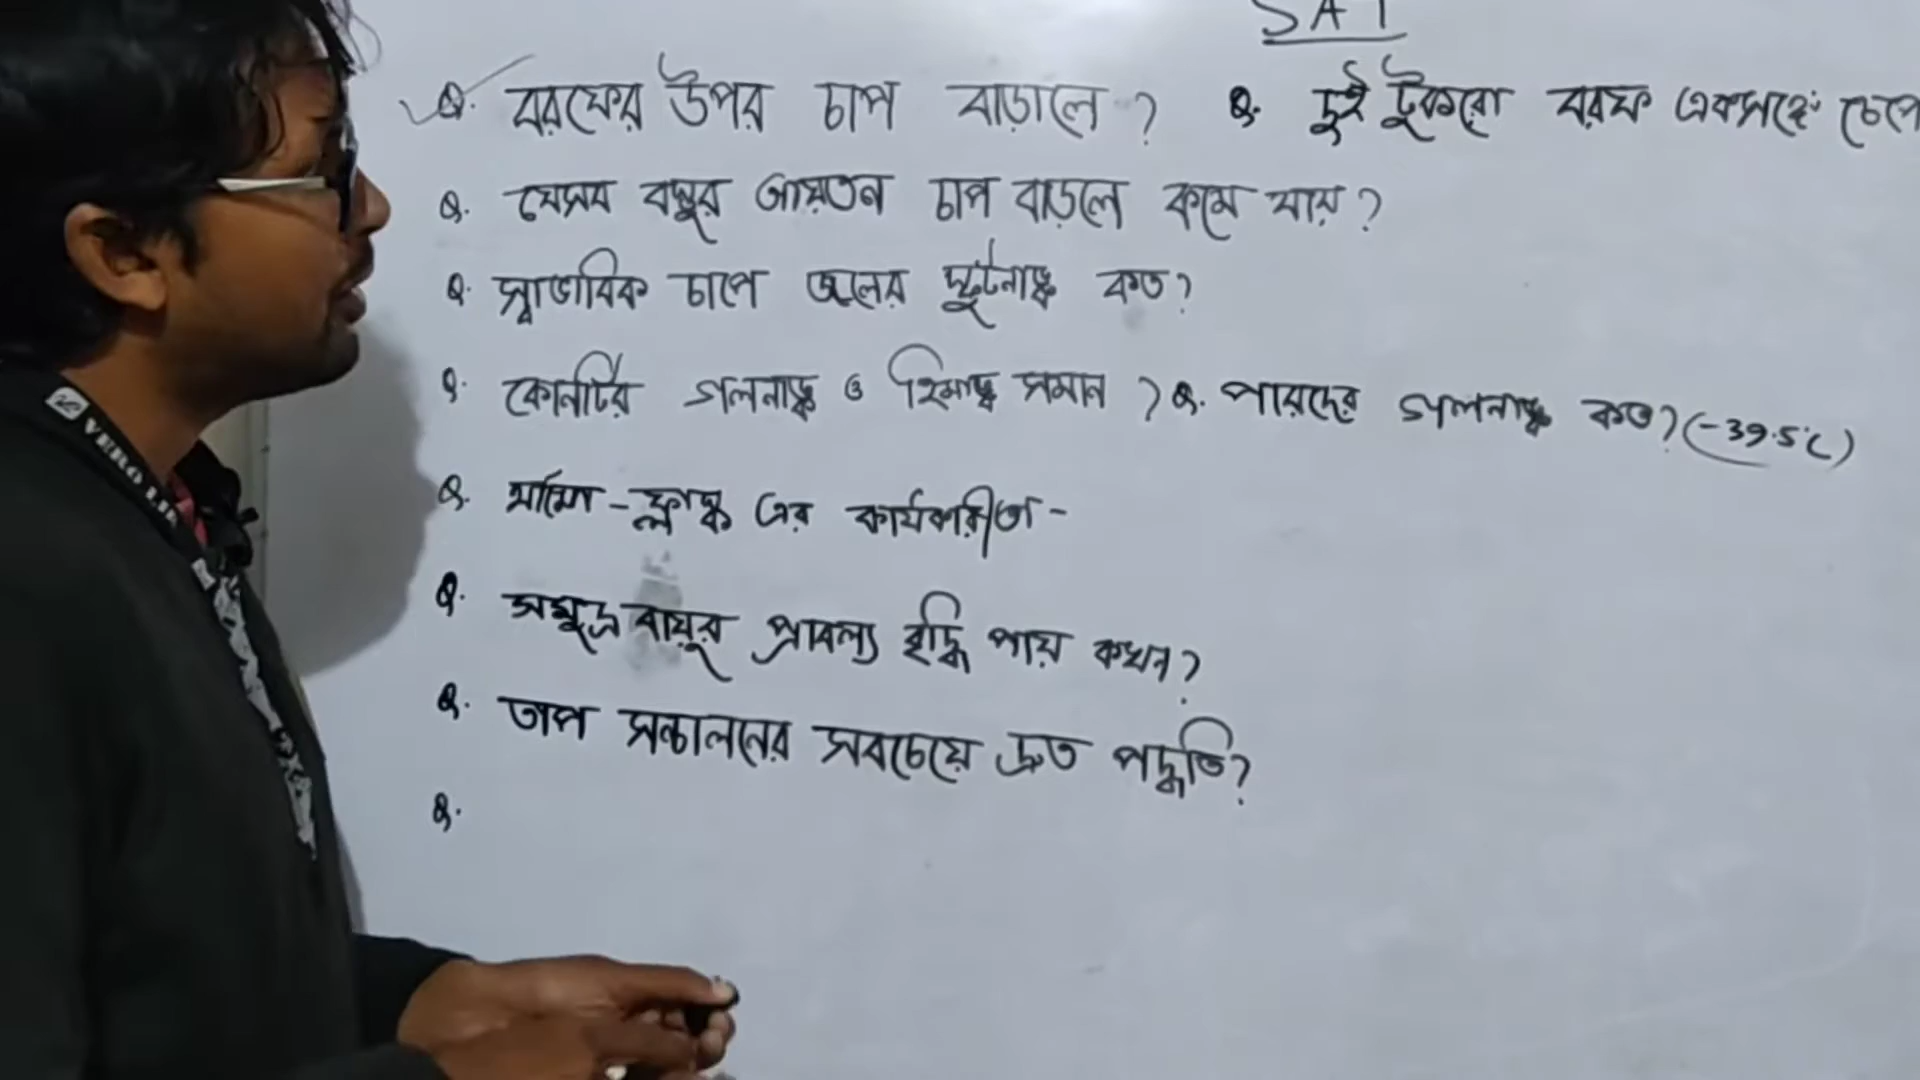 SAT
Q. বরফের উপর চাপ বাড়ালে ?
Q. দুই টুকরো বরফ একসঙ্গে চেপে
Q. যেসব বস্তুর আয়তন চাপ বাড়লে কমে যায় ?
Q. স্বাভাবিক চাপে জলের স্ফুটনাঙ্ক কত?
Q. কোনটির গলনাঙ্ক ও হিমাঙ্ক সমান ?
Q. পারদের গলনাঙ্ক কত? (-39.5°C)
Q. থার্মো - ফ্লাস্ক এর কার্যকারীতা -
Q. সমুদ্র বায়ুর প্রাবল্য বৃদ্ধি পায় কখন?
Q. তাপ সঞ্চালনের সবচেয়ে দ্রুত পদ্ধতি?
Q.